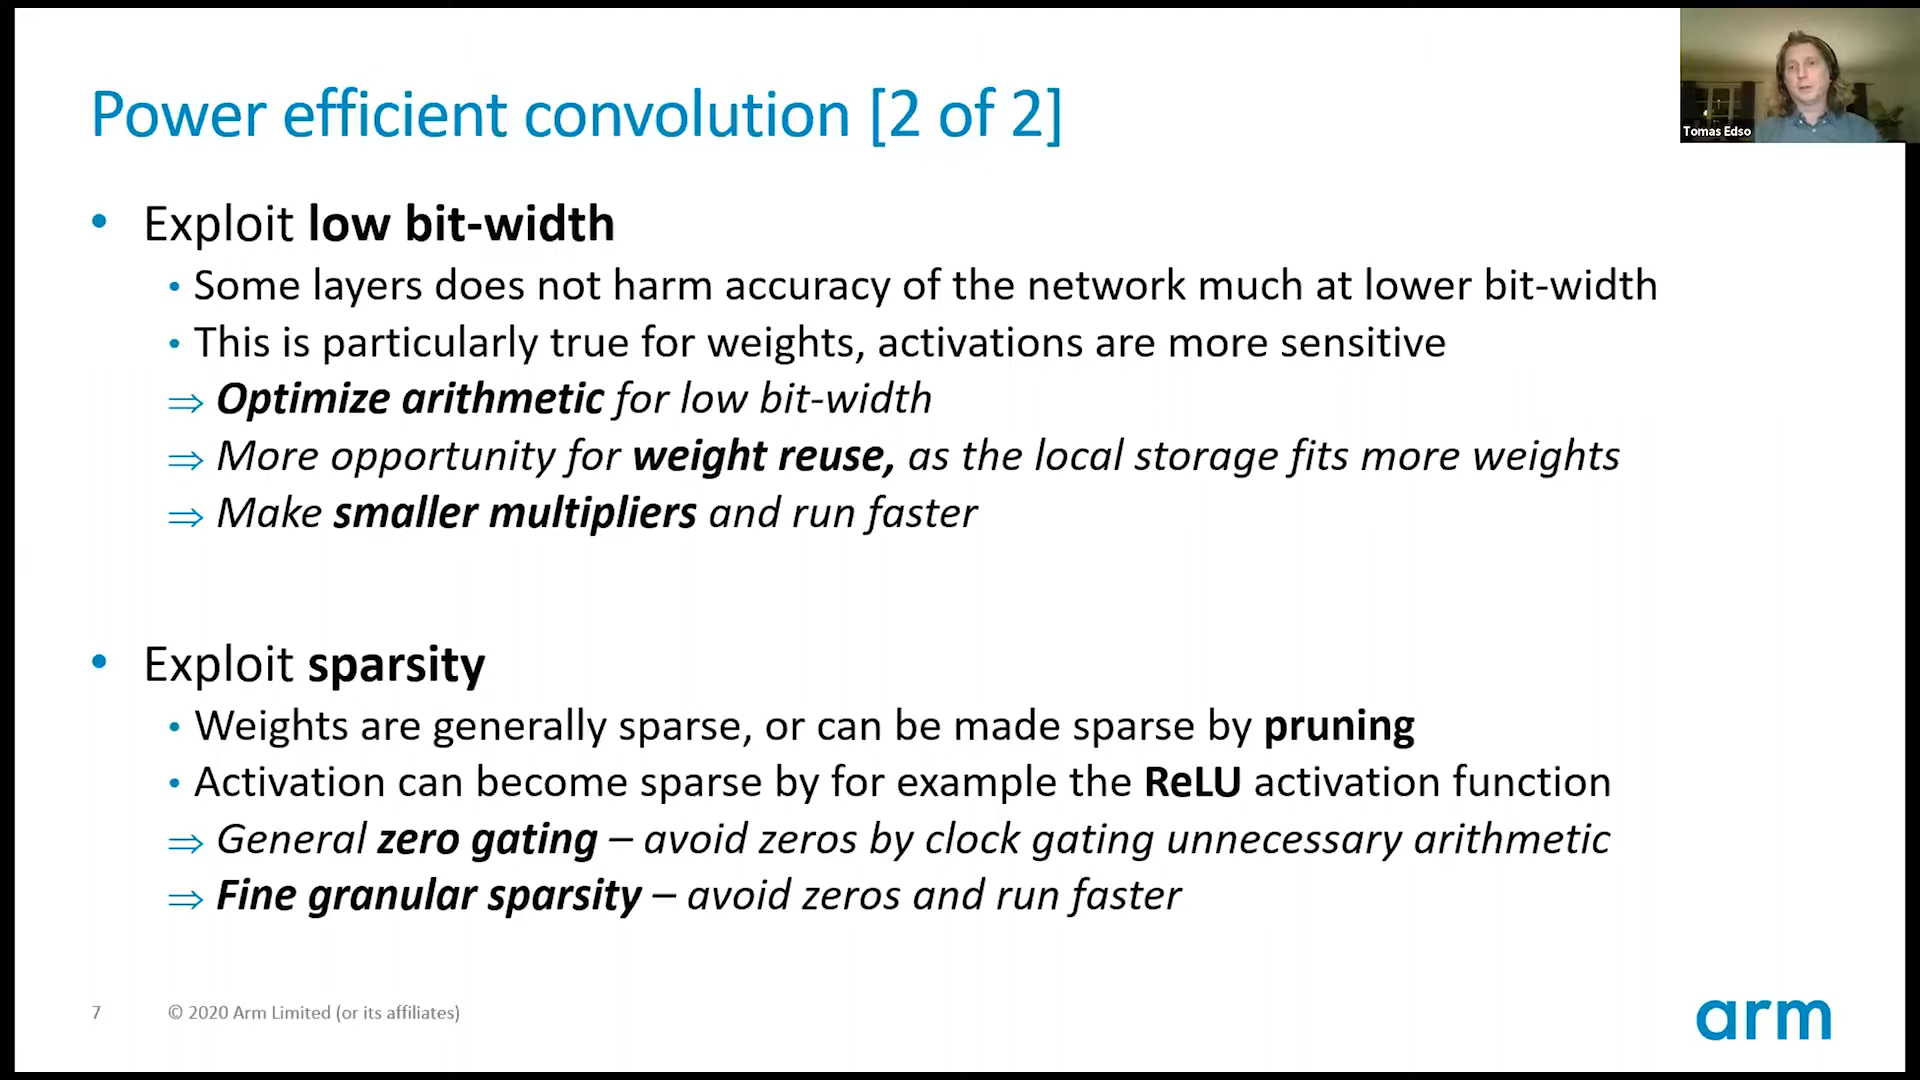 Power efficient convolution [2 of 2]
Tomas Edso
• Exploit low bit-width
• Some layers does not harm accuracy of the network much at lower bit-width
• This is particularly true for weights, activations are more sensitive
⇒ Optimize arithmetic for low bit-width
⇒ More opportunity for weight reuse, as the local storage fits more weights
⇒ Make smaller multipliers and run faster
• Exploit sparsity
• Weights are generally sparse, or can be made sparse by pruning
• Activation can become sparse by for example the ReLU activation function
⇒ General zero gating – avoid zeros by clock gating unnecessary arithmetic
⇒ Fine granular sparsity – avoid zeros and run faster
7 © 2020 Arm Limited (or its affiliates)
arm